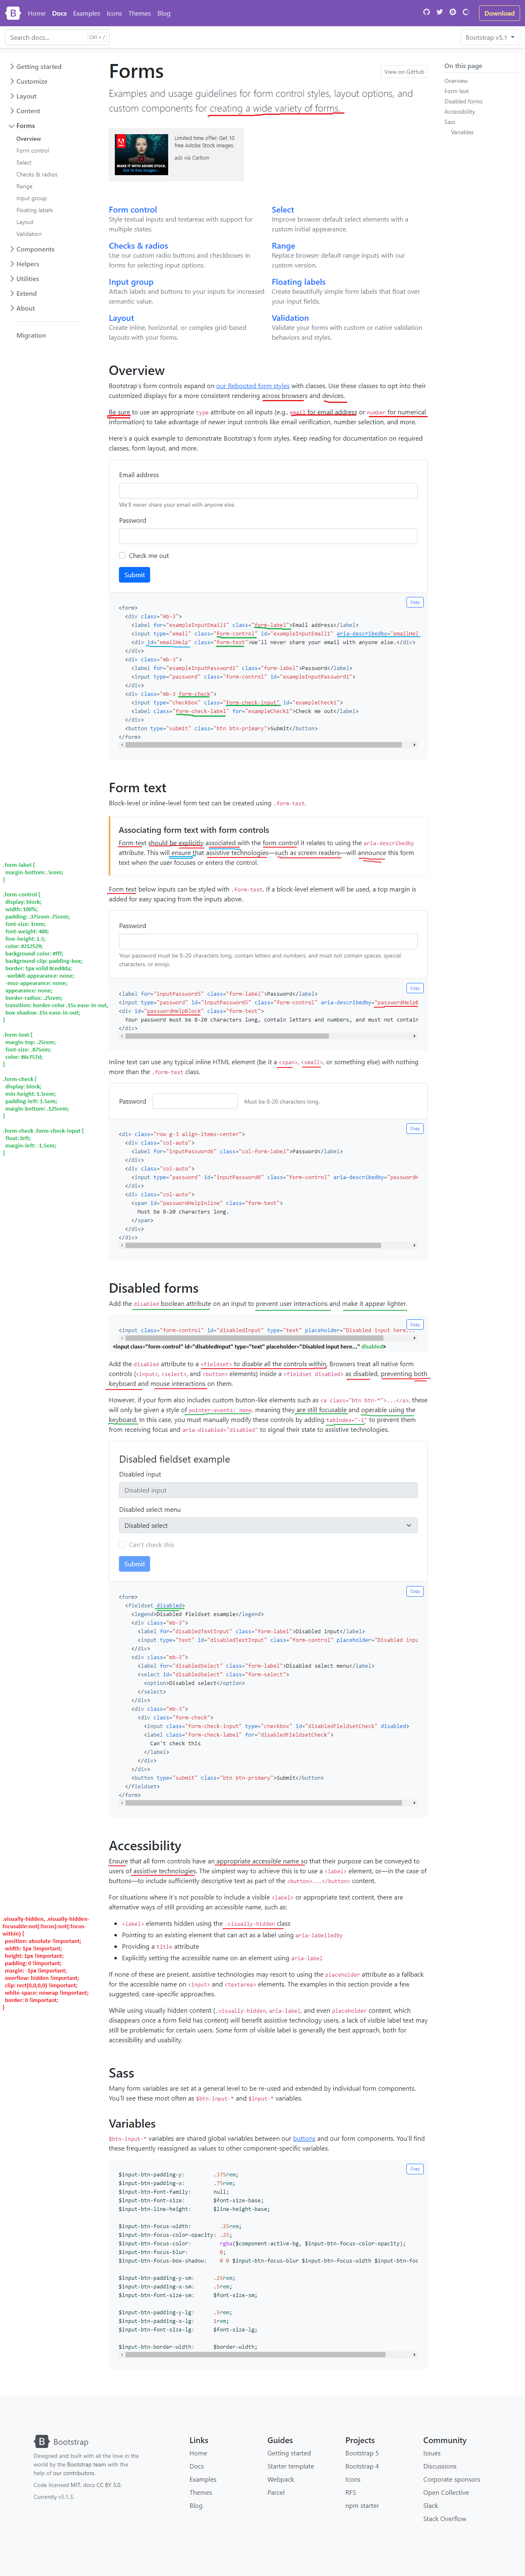 B Home Docs Examples Icons Themes Blog Download
Search docs... Ctrl + / Bootstrap v5.1
Getting started
Customize
Layout
Content
Forms
Overview
Form control
Select
Checks & radios
Range
Input group
Floating labels
Layout
Validation
Components
Helpers
Utilities
Extend
About
Migration
Forms
View on GitHub
Examples and usage guidelines for form control styles, layout options, and
custom components for creating a wide variety of forms.
Limited time offer: Get 10
free Adobe Stock images.
ads via Carbon
Adobe
MAKE IT WITH ADOBE STOCK.
Get 10 free images
On this page
Overview
Form text
Disabled forms
Accessibility
Sass
Variables
Form control
Style textual inputs and textareas with support for
multiple states.
Select
Improve browser default select elements with a
custom initial appearance.
Checks & radios
Use our custom radio buttons and checkboxes in
forms for selecting input options.
Range
Replace browser default range inputs with our
custom version.
Input group
Attach labels and buttons to your inputs for increased
semantic value.
Floating labels
Create beautifully simple form labels that float over
your input fields.
Layout
Create inline, horizontal, or complex grid-based
layouts with your forms.
Validation
Validate your forms with custom or native validation
behaviors and styles.
Overview
Bootstrap's form controls expand on our Rebooted form styles with classes. Use these classes to opt into their
customized displays for a more consistent rendering across browsers and devices.
Be sure to use an appropriate type attribute on all inputs (e.g., email for email address or number for numerical
information) to take advantage of newer input controls like email verification, number selection, and more.
Here's a quick example to demonstrate Bootstrap's form styles. Keep reading for documentation on required
classes, form layout, and more.
Email address
We'll never share your email with anyone else.
Password
Check me out
Submit
Copy
<form>
<div class="mb-3">
<label for="exampleInputEmail1" class="form-label">Email address</label>
<input type="email" class="form-control" id="exampleInputEmail1" aria-describedby="emailHel
<div id="emailHelp" class="form-text">We'll never share your email with anyone else.</div>
</div>
<div class="mb-3">
<label for="exampleInputPassword1" class="form-label">Password</label>
<input type="password" class="form-control" id="exampleInputPassword1">
</div>
<div class="mb-3 form-check">
<input type="checkbox" class="form-check-input" id="exampleCheck1">
<label class="form-check-label" for="exampleCheck1">Check me out</label>
</div>
<button type="submit" class="btn btn-primary">Submit</button>
</form>
Form text
Block-level or inline-level form text can be created using .form-text.
Associating form text with form controls
Form text should be explicitly associated with the form control it relates to using the aria-describedby
attribute. This will ensure that assistive technologies—such as screen readers—will announce this form
text when the user focuses or enters the control.
.form-label {
margin-bottom: .5rem;
}
.form-control {
display: block;
width: 100%;
padding: .375rem .75rem;
font-size: 1rem;
font-weight: 400;
line-height: 1.5;
color: #212529;
background-color: #fff;
background-clip: padding-box;
border: 1px solid #ced4da;
-webkit-appearance: none;
-moz-appearance: none;
appearance: none;
border-radius: .25rem;
transition: border-color .15s ease-in-out,
box-shadow .15s ease-in-out;
}
.form-text {
margin-top: .25rem;
font-size: .875em;
color: #6c757d;
}
.form-check {
display: block;
min-height: 1.5rem;
padding-left: 1.5em;
margin-bottom: .125rem;
}
.form-check .form-check-input {
float: left;
margin-left: -1.5em;
}
Form text below inputs can be styled with .form-text. If a block-level element will be used, a top margin is
added for easy spacing from the inputs above.
Password
Your password must be 8-20 characters long, contain letters and numbers, and must not contain spaces, special
characters, or emoji.
Copy
<label for="inputPassword5" class="form-label">Password</label>
<input type="password" id="inputPassword5" class="form-control" aria-describedby="passwordHelpB
<div id="passwordHelpBlock" class="form-text">
Your password must be 8-20 characters long, contain letters and numbers, and must not contain
</div>
Inline text can use any typical inline HTML element (be it a <span>, <small>, or something else) with nothing
more than the .form-text class.
Password Must be 8-20 characters long.
Copy
<div class="row g-3 align-items-center">
<div class="col-auto">
<label for="inputPassword6" class="col-form-label">Password</label>
</div>
<div class="col-auto">
<input type="password" id="inputPassword6" class="form-control" aria-describedby="passwordH
</div>
<div class="col-auto">
<span id="passwordHelpInline" class="form-text">
Must be 8-20 characters long.
</span>
</div>
</div>
Disabled forms
Add the disabled boolean attribute on an input to prevent user interactions and make it appear lighter.
Copy
<input class="form-control" id="disabledInput" type="text" placeholder="Disabled input here...
<input class="form-control" id="disabledInput" type="text" placeholder="Disabled input here..." disabled>
Add the disabled attribute to a <fieldset> to disable all the controls within. Browsers treat all native form
controls (<input>, <select>, and <button> elements) inside a <fieldset disabled> as disabled, preventing both
keyboard and mouse interactions on them.
However, if your form also includes custom button-like elements such as <a class="btn btn-*">...</a>, these
will only be given a style of pointer-events: none, meaning they are still focusable and operable using the
keyboard. In this case, you must manually modify these controls by adding tabindex="-1" to prevent them
from receiving focus and aria-disabled="disabled" to signal their state to assistive technologies.
Disabled fieldset example
Disabled input
Disabled input
Disabled select menu
Disabled select
Can't check this
Submit
Copy
<form>
<fieldset disabled>
<legend>Disabled fieldset example</legend>
<div class="mb-3">
<label for="disabledTextInput" class="form-label">Disabled input</label>
<input type="text" id="disabledTextInput" class="form-control" placeholder="Disabled inpu
</div>
<div class="mb-3">
<label for="disabledSelect" class="form-label">Disabled select menu</label>
<select id="disabledSelect" class="form-select">
<option>Disabled select</option>
</select>
</div>
<div class="mb-3">
<div class="form-check">
<input class="form-check-input" type="checkbox" id="disabledFieldsetCheck" disabled>
<label class="form-check-label" for="disabledFieldsetCheck">
Can't check this
</label>
</div>
</div>
<button type="submit" class="btn btn-primary">Submit</button>
</fieldset>
</form>
Accessibility
Ensure that all form controls have an appropriate accessible name so that their purpose can be conveyed to
users of assistive technologies. The simplest way to achieve this is to use a <label> element, or—in the case of
buttons—to include sufficiently descriptive text as part of the <button>...</button> content.
For situations where it's not possible to include a visible <label> or appropriate text content, there are
alternative ways of still providing an accessible name, such as:
<label> elements hidden using the .visually-hidden class
Pointing to an existing element that can act as a label using aria-labelledby
Providing a title attribute
Explicitly setting the accessible name on an element using aria-label
.visually-hidden, .visually-hidden-
focusable:not(:focus):not(:focus-
within) {
position: absolute !important;
width: 1px !important;
height: 1px !important;
padding: 0 !important;
margin: -1px !important;
overflow: hidden !important;
clip: rect(0,0,0,0) !important;
white-space: nowrap !important;
border: 0 !important;
}
If none of these are present, assistive technologies may resort to using the placeholder attribute as a fallback
for the accessible name on <input> and <textarea> elements. The examples in this section provide a few
suggested, case-specific approaches.
While using visually hidden content (.visually-hidden, aria-label, and even placeholder content, which
disappears once a form field has content) will benefit assistive technology users, a lack of visible label text may
still be problematic for certain users. Some form of visible label is generally the best approach, both for
accessibility and usability.
Sass
Many form variables are set at a general level to be re-used and extended by individual form components.
You'll see these most often as $btn-input-* and $input-* variables.
Variables
$btn-input-* variables are shared global variables between our buttons and our form components. You'll find
these frequently reassigned as values to other component-specific variables.
Copy
$input-btn-padding-y: .375rem;
$input-btn-padding-x: .75rem;
$input-btn-font-family: null;
$input-btn-font-size: $font-size-base;
$input-btn-line-height: $line-height-base;
$input-btn-focus-width: .25rem;
$input-btn-focus-color-opacity: .25;
$input-btn-focus-color: rgba($component-active-bg, $input-btn-focus-color-opacity);
$input-btn-focus-blur: 0;
$input-btn-focus-box-shadow: 0 0 $input-btn-focus-blur $input-btn-focus-width $input-btn-foc
$input-btn-padding-y-sm: .25rem;
$input-btn-padding-x-sm: .5rem;
$input-btn-font-size-sm: $font-size-sm;
$input-btn-padding-y-lg: .5rem;
$input-btn-padding-x-lg: 1rem;
$input-btn-font-size-lg: $font-size-lg;
$input-btn-border-width: $border-width;
B Bootstrap
Designed and built with all the love in the
world by the Bootstrap team with the
help of our contributors.
Code licensed MIT, docs CC BY 3.0.
Currently v5.1.3.
Links
Home
Docs
Examples
Themes
Blog
Guides
Getting started
Starter template
Webpack
Parcel
Projects
Bootstrap 5
Bootstrap 4
Icons
RFS
npm starter
Community
Issues
Discussions
Corporate sponsors
Open Collective
Slack
Stack Overflow